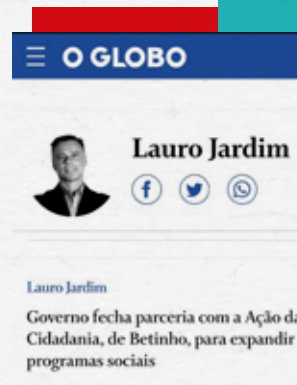 O GLOBO
Lauro Jardim
Lauro Jardim
Governo fecha parceria com a Ação da
Cidadania, de Betinho, para expandir
programas sociais